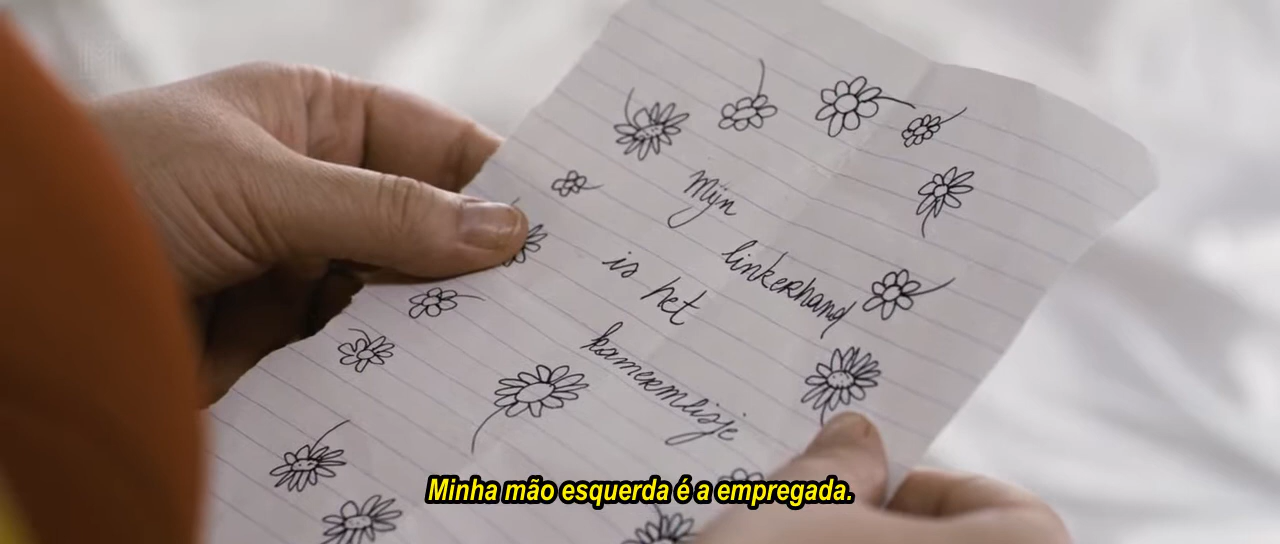 Mijn
linkerhand
is het
kamermeisje
Minha mão esquerda é a empregada.